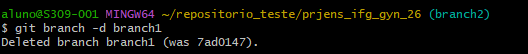 aluno@S309-001 MINGW64 ~/repositorio_teste/prjens_ifg_gyn_26 (branch2)
$ git branch -d branch1
Deleted branch branch1 (was 7ad0147).